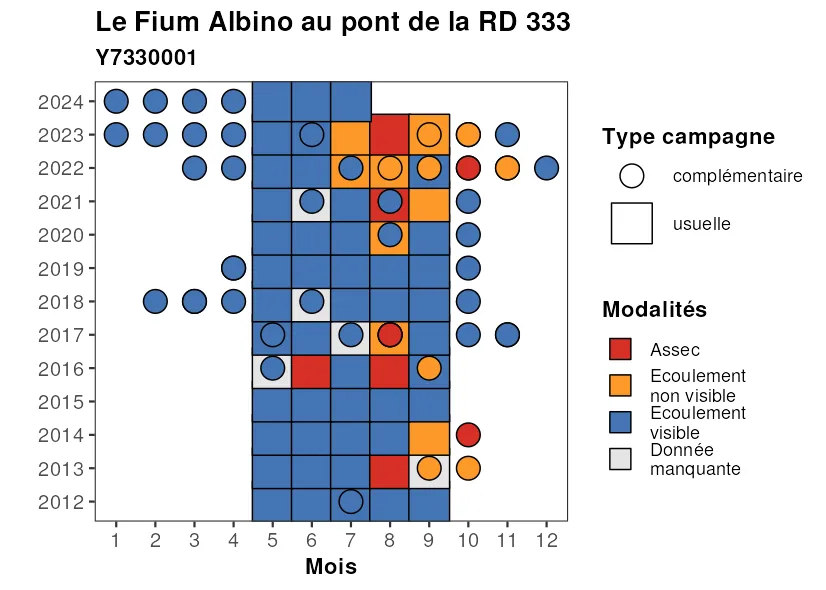 Le Fium Albino au pont de la RD 333
Y7330001
2024
2023
2022
2021
2020
2019
2018
2017
2016
2015
2014
2013
2012
1 2 3 4 5 6 7 8 9 10 11 12
Mois
Type campagne
complémentaire
usuelle
Modalités
Assec
Ecoulement
non visible
Ecoulement
visible
Donnée
manquante